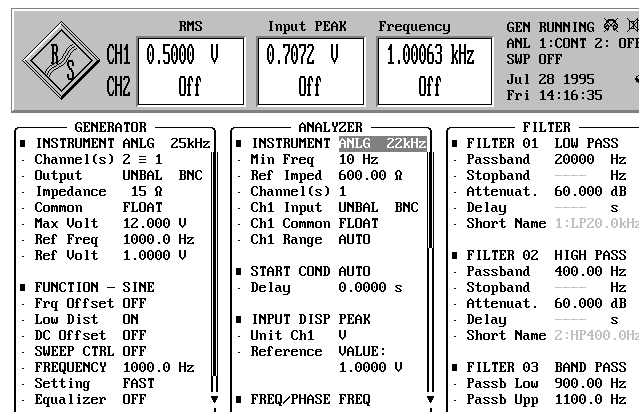 RMS Input PEAK Frequency
R&S
CH1 0.5000 V 0.7072 V 1.00063 kHz
CH2 Off Off Off
GEN RUNNING
ANL 1:CONT 2: OFF
SWP OFF
Jul 28 1995
Fri 14:16:35
GENERATOR
INSTRUMENT ANLG 25kHz
Channel(s) 2 ≡ 1
Output UNBAL BNC
Impedance 15 Ω
Common FLOAT
Max Volt 12.000 V
Ref Freq 1000.0 Hz
Ref Volt 1.0000 V
FUNCTION - SINE
Frq Offset OFF
Low Dist ON
DC Offset OFF
SWEEP CTRL OFF
FREQUENCY 1000.0 Hz
Setting FAST
Equalizer OFF
ANALYZER
INSTRUMENT ANLG 22kHz
Min Freq 10 Hz
Ref Imped 600.00 Ω
Channel(s) 1
Ch1 Input UNBAL BNC
Ch1 Common FLOAT
Ch1 Range AUTO
START COND AUTO
Delay 0.0000 s
INPUT DISP PEAK
Unit Ch1 V
Reference VALUE:
1.0000 V
FREQ/PHASE FREQ
FILTER
FILTER 01 LOW PASS
Passband 20000 Hz
Stopband ---- Hz
Attenuat. 60.000 dB
Delay ---- s
Short Name 1:LP20.0kHz
FILTER 02 HIGH PASS
Passband 400.00 Hz
Stopband ---- Hz
Attenuat. 60.000 dB
Delay ---- s
Short Name 2:HP400.0Hz
FILTER 03 BAND PASS
Passb Low 900.00 Hz
Passb Upp 1100.0 Hz